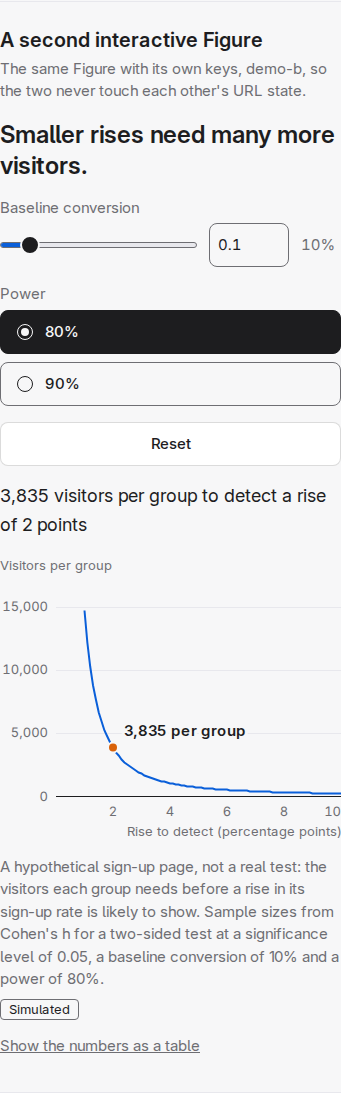 A second interactive Figure
The same Figure with its own keys, demo-b, so
the two never touch each other's URL state.
Smaller rises need many more
visitors.
Baseline conversion
0.1
10%
Power
80%
90%
Reset
3,835 visitors per group to detect a rise
of 2 points
Visitors per group
15,000
10,000
5,000
0
3,835 per group
2 4 6 8 10
Rise to detect (percentage points)
A hypothetical sign-up page, not a real test: the
visitors each group needs before a rise in its
sign-up rate is likely to show. Sample sizes from
Cohen's h for a two-sided test at a significance
level of 0.05, a baseline conversion of 10% and a
power of 80%.
Simulated
Show the numbers as a table